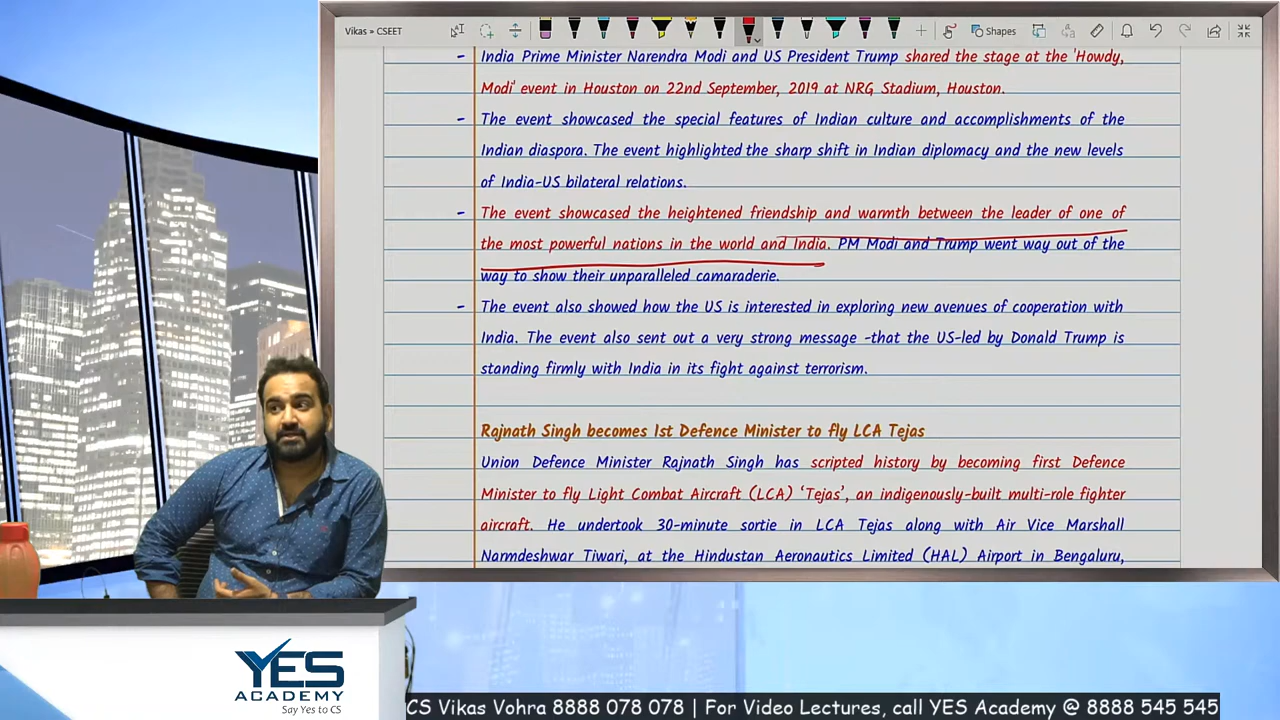 Vikas » CSEET
Shapes
- India Prime Minister Narendra Modi and US President Trump shared the stage at the 'Howdy,
Modi' event in Houston on 22nd September, 2019 at NRG Stadium, Houston.
- The event showcased the special features of Indian culture and accomplishments of the
Indian diaspora. The event highlighted the sharp shift in Indian diplomacy and the new levels
of India-US bilateral relations.
- The event showcased the heightened friendship and warmth between the leader of one of
the most powerful nations in the world and India. PM Modi and Trump went way out of the
way to show their unparalleled camaraderie.
- The event also showed how the US is interested in exploring new avenues of cooperation with
India. The event also sent out a very strong message -that the US-led by Donald Trump is
standing firmly with India in its fight against terrorism.
Rajnath Singh becomes 1st Defence Minister to fly LCA Tejas
Union Defence Minister Rajnath Singh has scripted history by becoming first Defence
Minister to fly Light Combat Aircraft (LCA) ‘Tejas’, an indigenously-built multi-role fighter
aircraft. He undertook 30-minute sortie in LCA Tejas along with Air Vice Marshall
Narmdeshwar Tiwari, at the Hindustan Aeronautics Limited (HAL) Airport in Bengaluru,
YES
ACADEMY
Say Yes to CS
CS Vikas Vohra 8888 078 078 | For Video Lectures, call YES Academy @ 8888 545 545